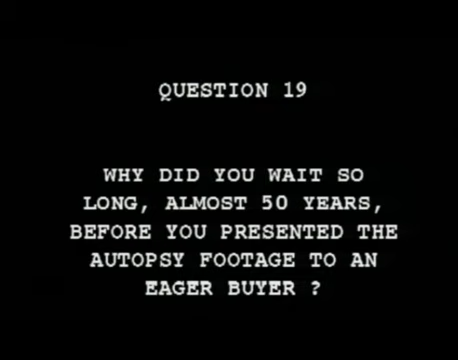 QUESTION 19
WHY DID YOU WAIT SO
LONG, ALMOST 50 YEARS,
BEFORE YOU PRESENTED THE
AUTOPSY FOOTAGE TO AN
EAGER BUYER ?